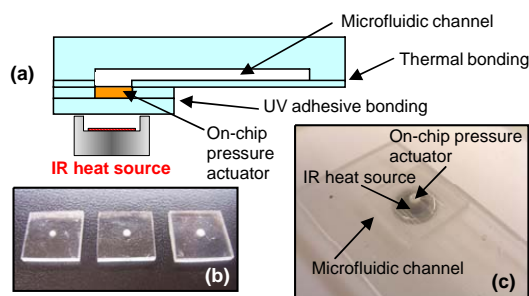 (a)
Microfluidic channel
Thermal bonding
UV adhesive bonding
On-chip
pressure
actuator
IR heat source
(b)
On-chip pressure
actuator
IR heat source
Microfluidic channel
(c)